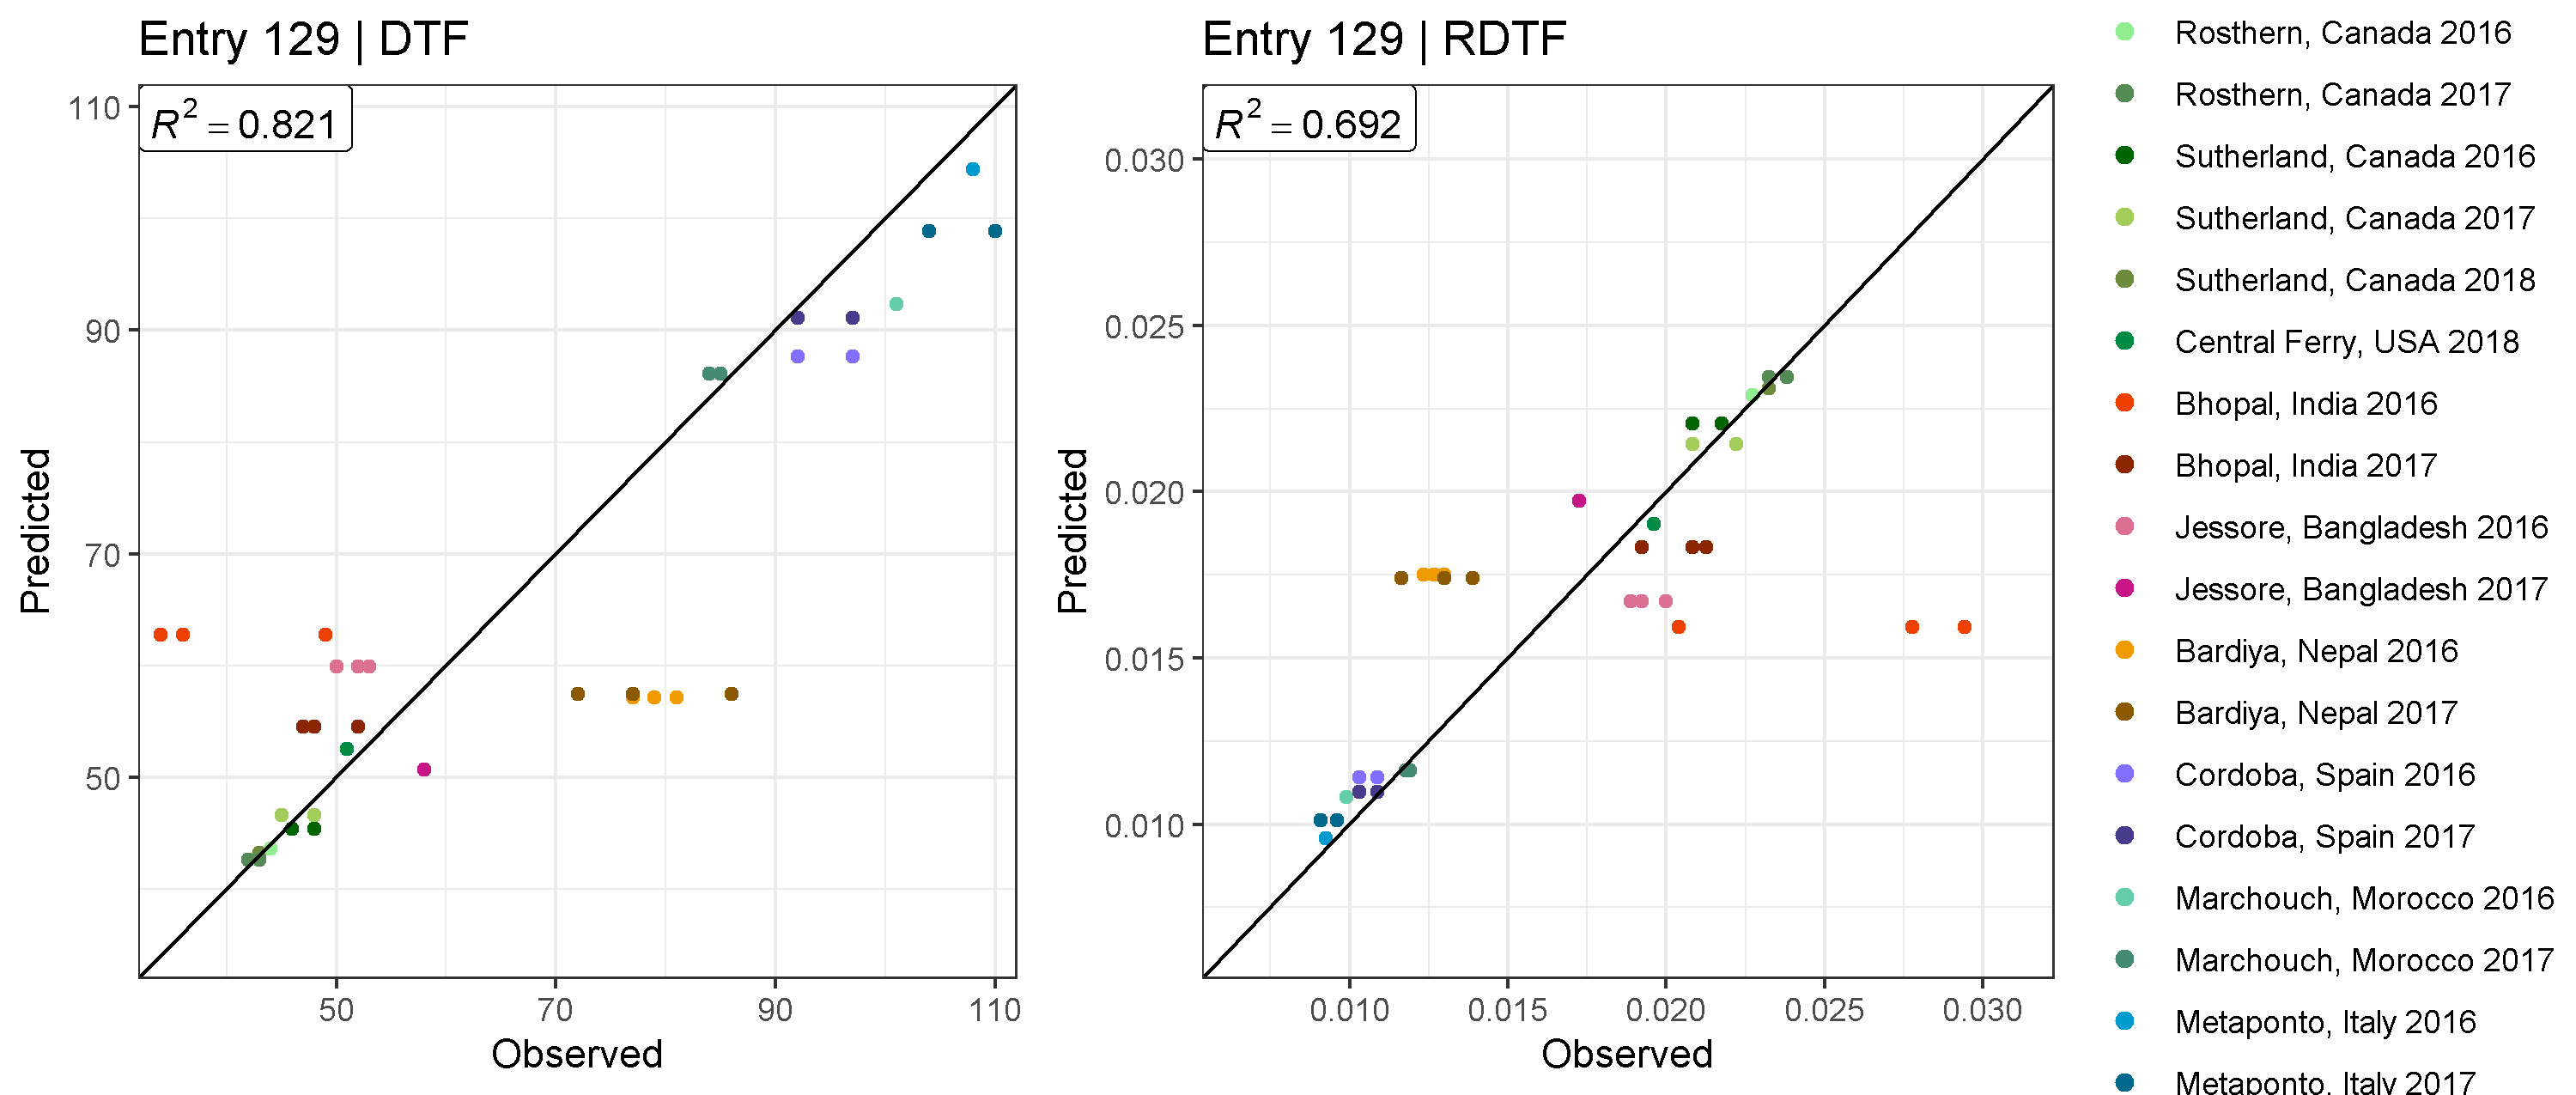 Entry 129 | DTF
R² = 0.821
110
90
70
50
Predicted
50 70 90 110
Observed
Entry 129 | RDTF
R² = 0.692
0.030
0.025
0.020
0.015
0.010
Predicted
0.010 0.015 0.020 0.025 0.030
Observed
Rosthern, Canada 2016
Rosthern, Canada 2017
Sutherland, Canada 2016
Sutherland, Canada 2017
Sutherland, Canada 2018
Central Ferry, USA 2018
Bhopal, India 2016
Bhopal, India 2017
Jessore, Bangladesh 2016
Jessore, Bangladesh 2017
Bardiya, Nepal 2016
Bardiya, Nepal 2017
Cordoba, Spain 2016
Cordoba, Spain 2017
Marchouch, Morocco 2016
Marchouch, Morocco 2017
Metaponto, Italy 2016
Metaponto, Italy 2017